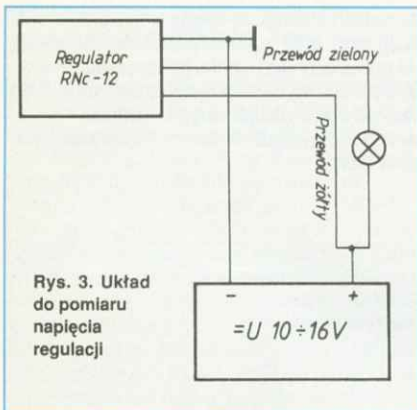 Regulator
RNc-12
Przewód zielony
Przewód żółty
Rys. 3. Układ
do pomiaru
napięcia
regulacji
- +
=U 10÷16V